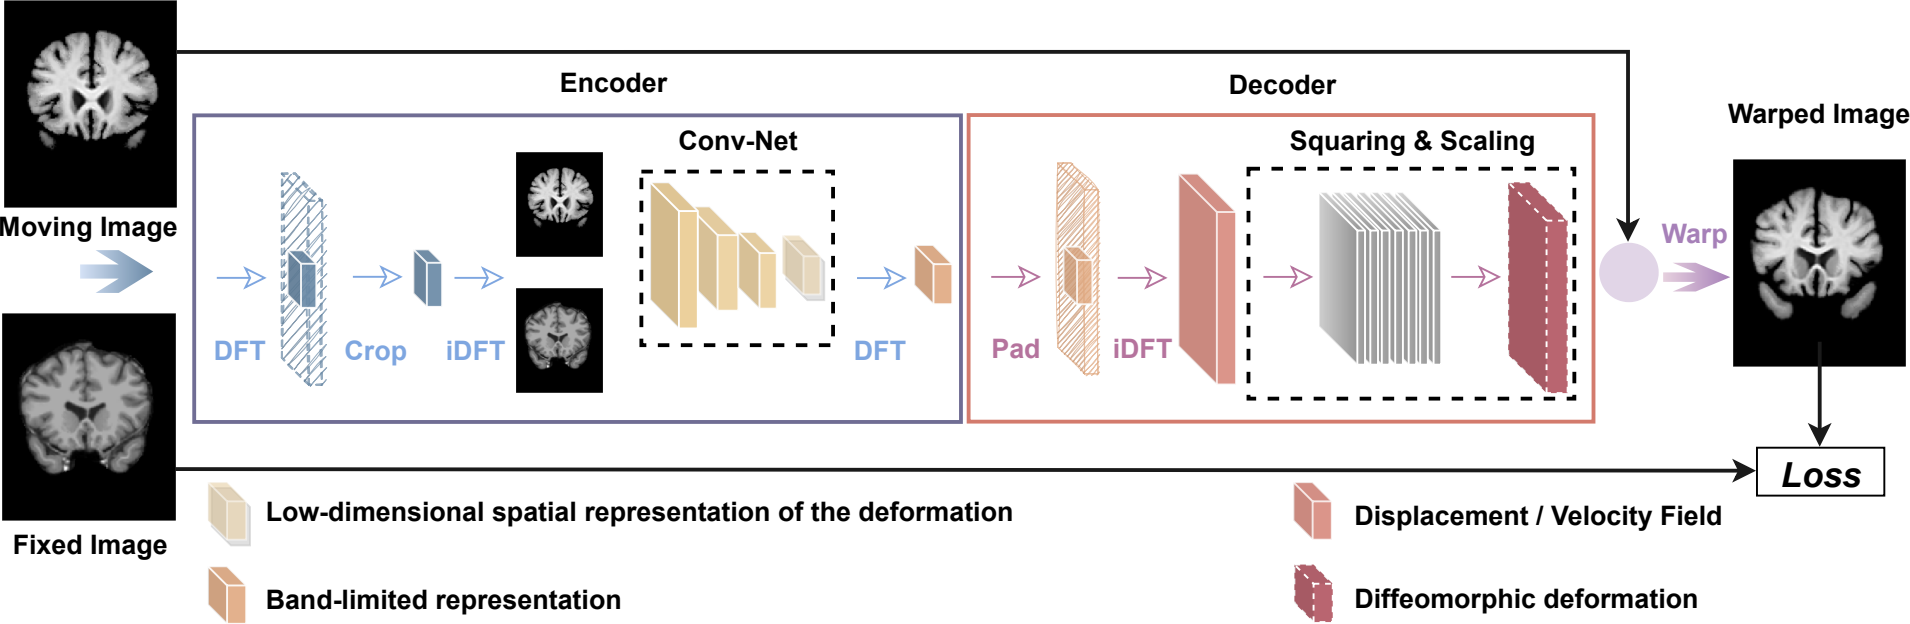 Encoder
Decoder
Warped Image
Conv-Net
Squaring & Scaling
Moving Image
Warp
DFT
Crop
iDFT
DFT
Pad
iDFT
Loss
Fixed Image
Low-dimensional spatial representation of the deformation
Displacement / Velocity Field
Band-limited representation
Diffeomorphic deformation